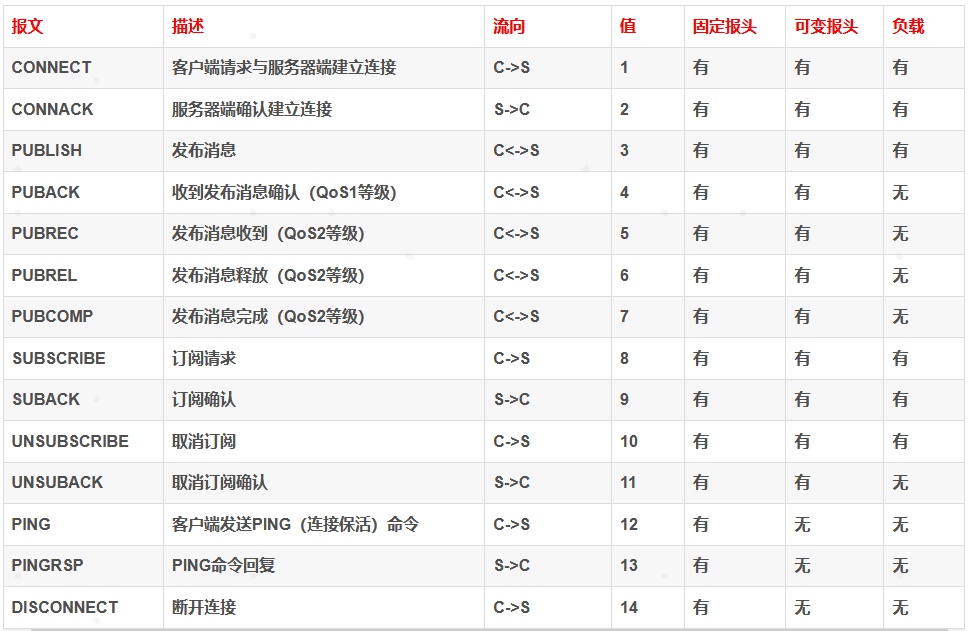 报文 描述 流向 值 固定报头 可变报头 负载
CONNECT 客户端请求与服务器端建立连接 C->S 1 有 有 有
CONNACK 服务器端确认建立连接 S->C 2 有 有 有
PUBLISH 发布消息 C<->S 3 有 有 有
PUBACK 收到发布消息确认（QoS1等级） C<->S 4 有 有 无
PUBREC 发布消息收到（QoS2等级） C<->S 5 有 有 无
PUBREL 发布消息释放（QoS2等级） C<->S 6 有 有 无
PUBCOMP 发布消息完成（QoS2等级） C<->S 7 有 有 无
SUBSCRIBE 订阅请求 C->S 8 有 有 有
SUBACK 订阅确认 S->C 9 有 有 有
UNSUBSCRIBE 取消订阅 C->S 10 有 有 有
UNSUBACK 取消订阅确认 S->C 11 有 有 无
PING 客户端发送PING（连接保活）命令 C->S 12 有 无 无
PINGRSP PING命令回复 S->C 13 有 无 无
DISCONNECT 断开连接 C->S 14 有 无 无